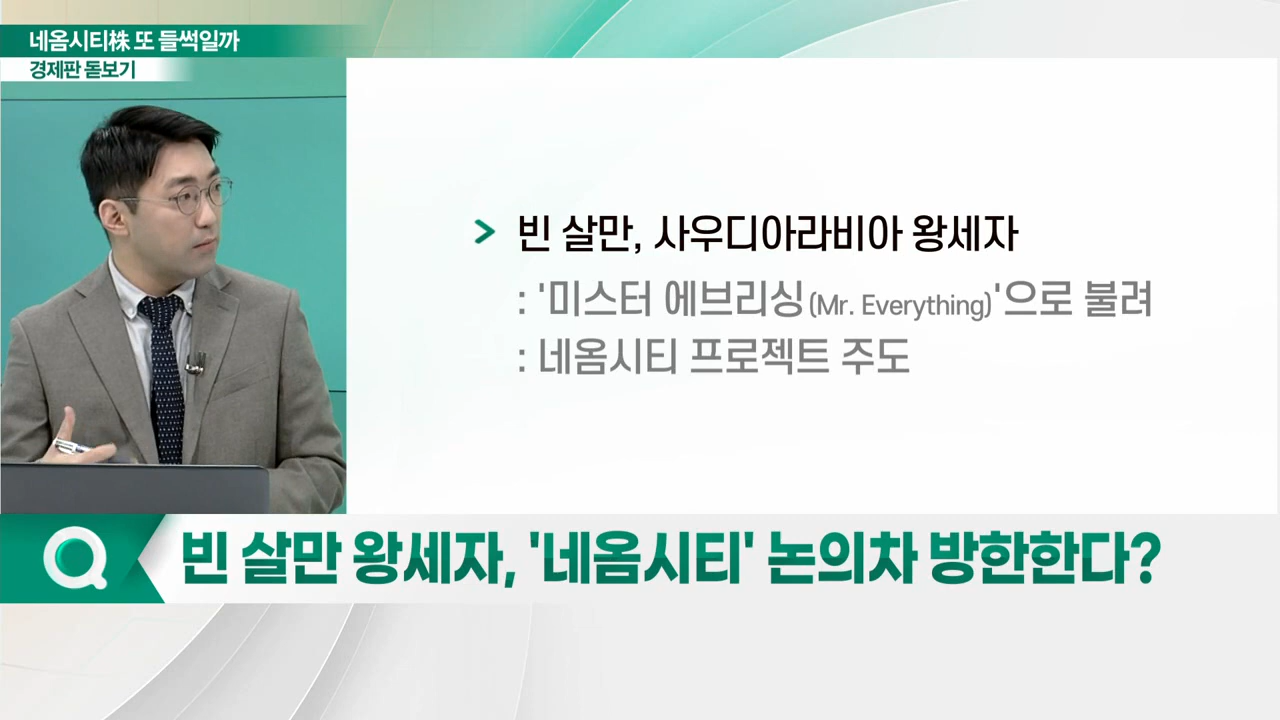 네옴시티株 또 들썩일까
경제판 돋보기
> 빈 살만, 사우디아라비아 왕세자
: '미스터 에브리싱(Mr. Everything)'으로 불려
: 네옴시티 프로젝트 주도
Q 빈 살만 왕세자, '네옴시티' 논의차 방한한다?